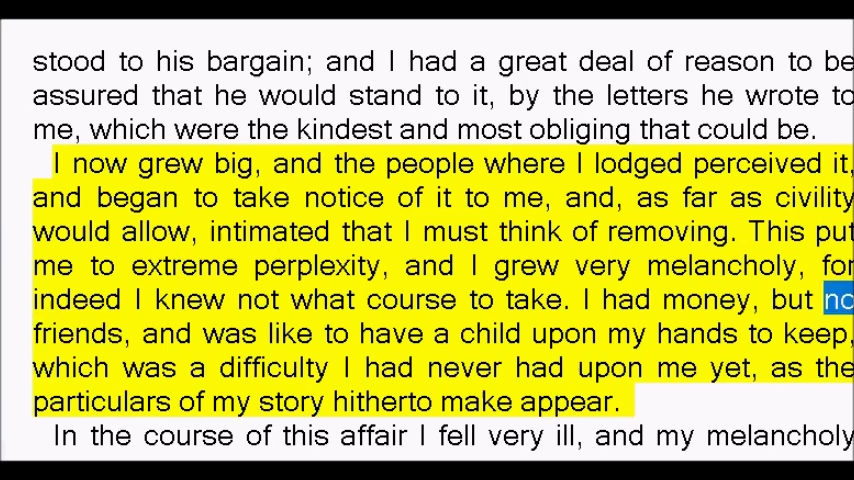 stood to his bargain; and I had a great deal of reason to be
assured that he would stand to it, by the letters he wrote to
me, which were the kindest and most obliging that could be.
I now grew big, and the people where I lodged perceived it,
and began to take notice of it to me, and, as far as civility
would allow, intimated that I must think of removing. This put
me to extreme perplexity, and I grew very melancholy, for
indeed I knew not what course to take. I had money, but no
friends, and was like to have a child upon my hands to keep,
which was a difficulty I had never had upon me yet, as the
particulars of my story hitherto make appear.
In the course of this affair I fell very ill, and my melancholy